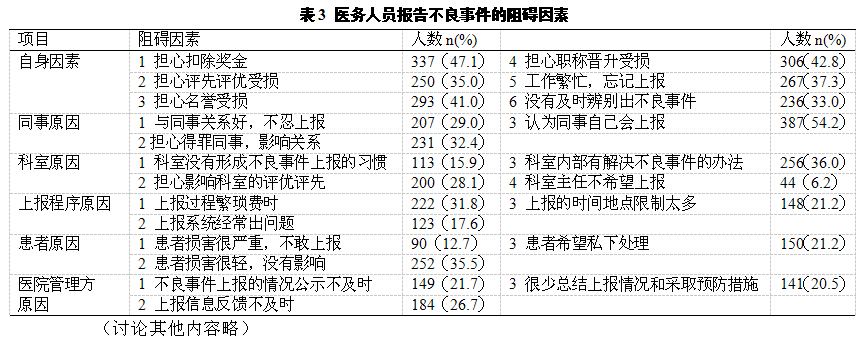 表 3 医务人员报告不良事件的阻碍因素
项目 阻碍因素 人数 n(%) 人数 n(%)
自身因素 1 担心扣除奖金 337（47.1） 4 担心职称晋升受损 306(42.8)
2 担心评先评优受损 250（35.0） 5 工作繁忙，忘记上报 267(37.3)
3 担心名誉受损 293（41.0） 6 没有及时辨别出不良事件 236(33.0)
同事原因 1 与同事关系好，不忍上报 207（29.0） 3 认为同事自己会上报 387(54.2)
2 担心得罪同事，影响关系 231（32.4）
科室原因 1 科室没有形成不良事件上报的习惯 113（15.9） 3 科室内部有解决不良事件的办法 256(36.0)
2 担心影响科室的评优评先 200（28.1） 4 科室主任不希望上报 44（6.2）
上报程序原因 1 上报过程繁琐费时 222（31.8） 3 上报的时间地点限制太多 148(21.2)
2 上报系统经常出问题 123（17.6）
患者原因 1 患者损害很严重，不敢上报 90（12.7） 3 患者希望私下处理 150(21.2)
2 患者损害很轻，没有影响 252（35.5）
医院管理方 1 不良事件上报的情况公示不及时 149（21.7） 3 很少总结上报情况和采取预防措施 141(20.5)
原因 2 上报信息反馈不及时 184（26.7）
（讨论其他内容略）